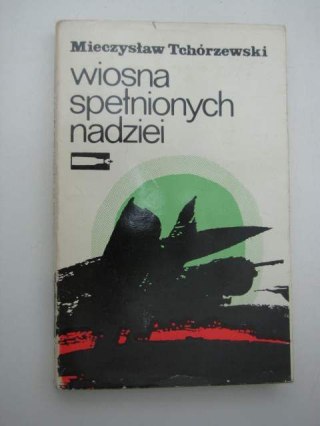 Mieczysław Tchórzewski
wiosna
spełnionych
nadziei